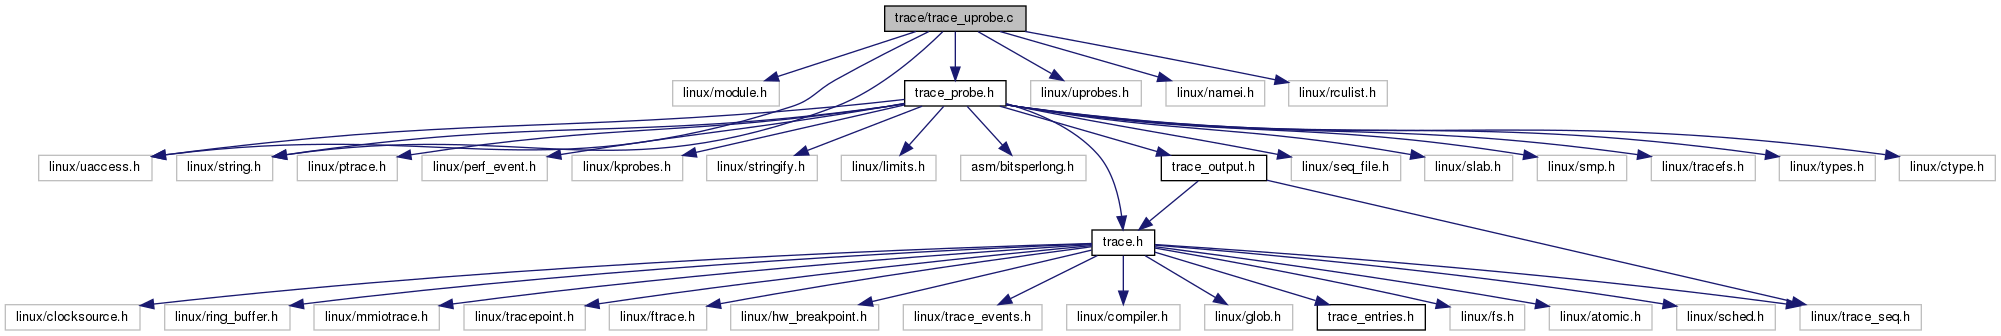 trace/trace_uprobe.c
linux/module.h
trace_probe.h
linux/uprobes.h
linux/namei.h
linux/rculist.h
linux/uaccess.h
linux/string.h
linux/ptrace.h
linux/perf_event.h
linux/kprobes.h
linux/stringify.h
linux/limits.h
asm/bitsperlong.h
trace_output.h
linux/seq_file.h
linux/slab.h
linux/smp.h
linux/tracefs.h
linux/types.h
linux/ctype.h
trace.h
linux/clocksource.h
linux/ring_buffer.h
linux/mmiotrace.h
linux/tracepoint.h
linux/ftrace.h
linux/hw_breakpoint.h
linux/trace_events.h
linux/compiler.h
linux/glob.h
trace_entries.h
linux/fs.h
linux/atomic.h
linux/sched.h
linux/trace_seq.h